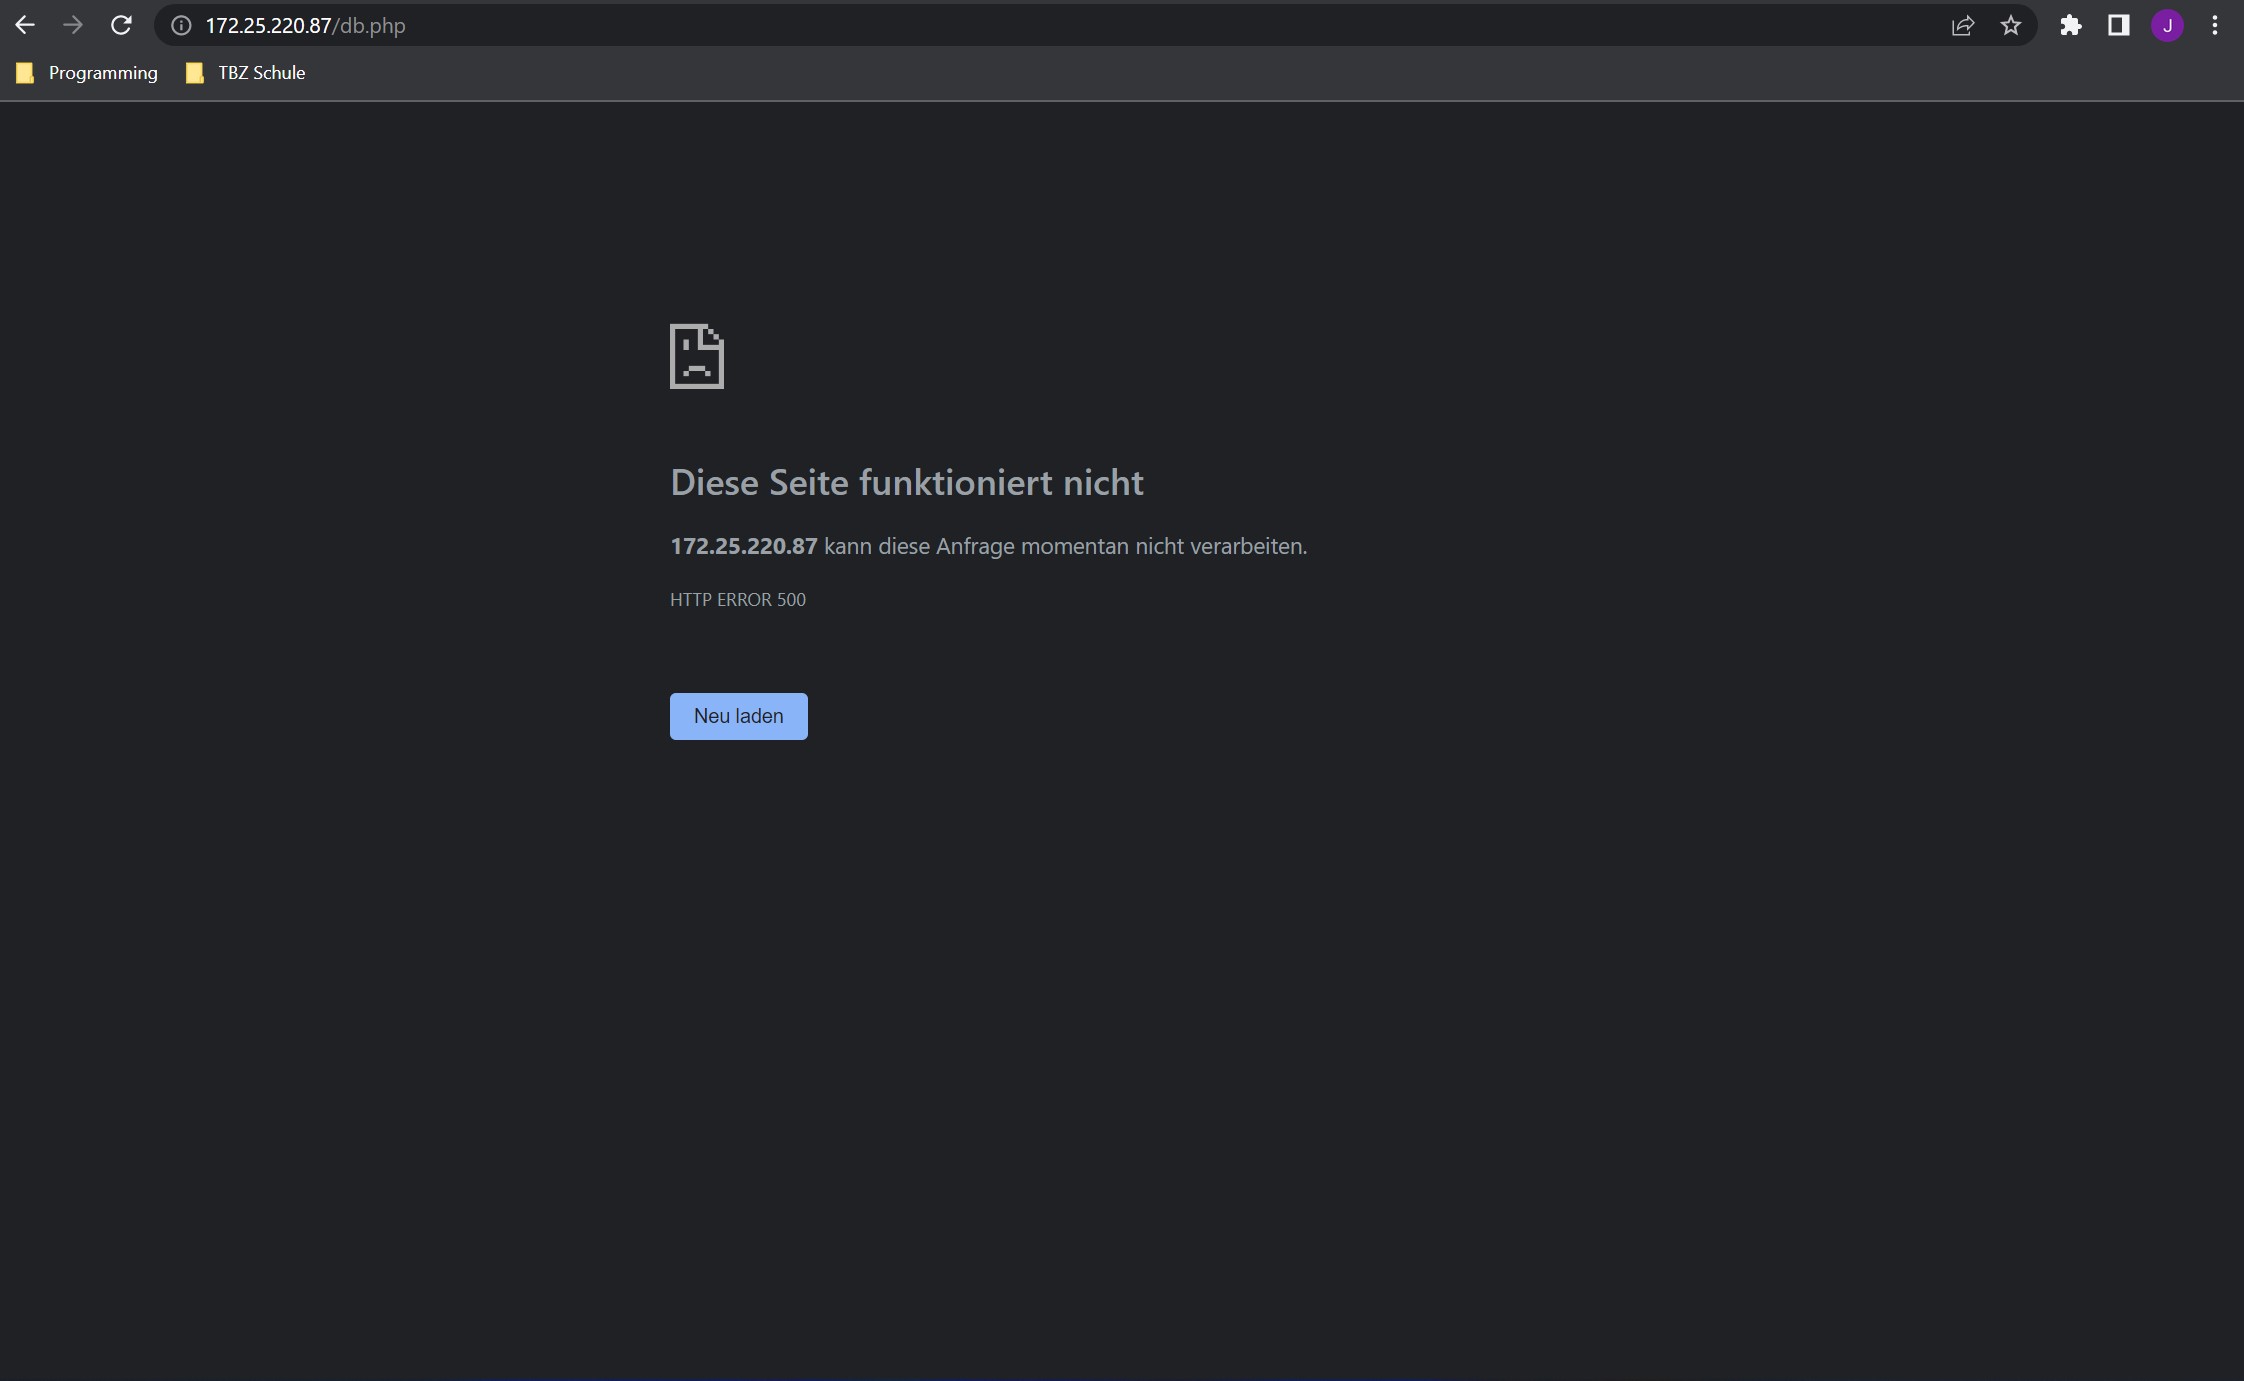 172.25.220.87/db.php
J
Programming TBZ Schule
Diese Seite funktioniert nicht
172.25.220.87 kann diese Anfrage momentan nicht verarbeiten.
HTTP ERROR 500
Neu laden